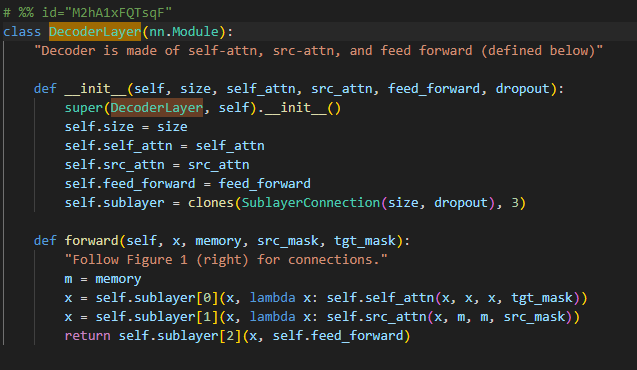 # %% id="M2hA1xFQTsqF"
class DecoderLayer(nn.Module):
    "Decoder is made of self-attn, src-attn, and feed forward (defined below)"

    def __init__(self, size, self_attn, src_attn, feed_forward, dropout):
        super(DecoderLayer, self).__init__()
        self.size = size
        self.self_attn = self_attn
        self.src_attn = src_attn
        self.feed_forward = feed_forward
        self.sublayer = clones(SublayerConnection(size, dropout), 3)

    def forward(self, x, memory, src_mask, tgt_mask):
        "Follow Figure 1 (right) for connections."
        m = memory
        x = self.sublayer[0](x, lambda x: self.self_attn(x, x, x, tgt_mask))
        x = self.sublayer[1](x, lambda x: self.src_attn(x, m, m, src_mask))
        return self.sublayer[2](x, self.feed_forward)